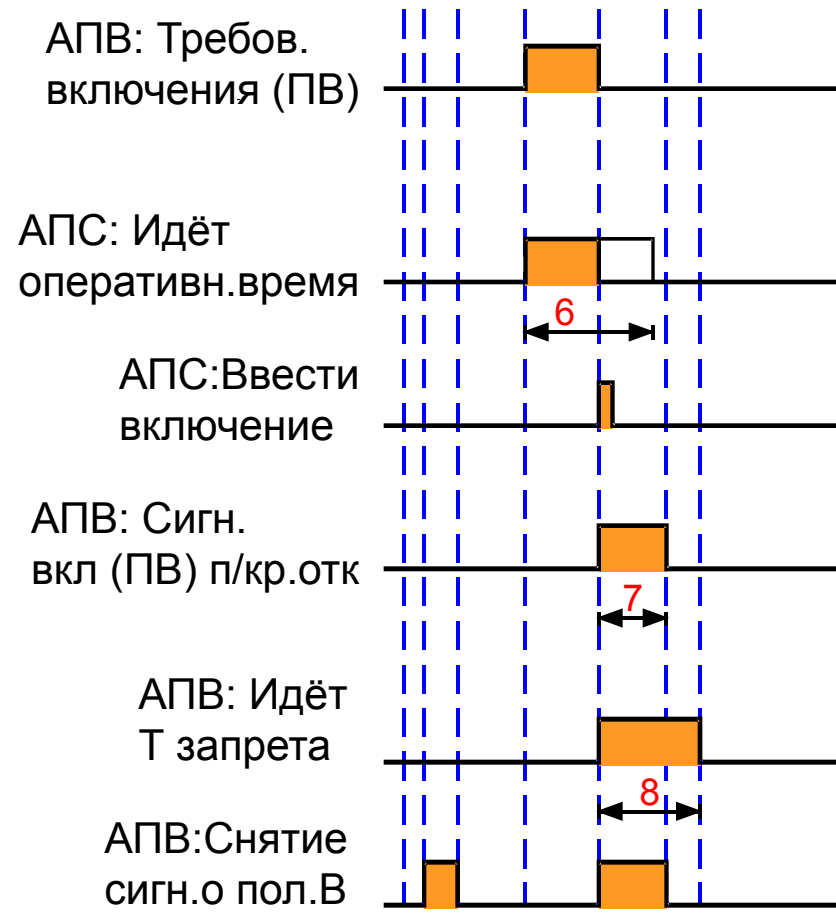 АПВ: Требов.
включения (ПВ)
АПС: Идёт
оперативн.время
6
АПС:Ввести
включение
АПВ: Сигн.
вкл (ПВ) п/кр.отк
7
АПВ: Идёт
Т запрета
8
АПВ:Снятие
сигн.о пол.В